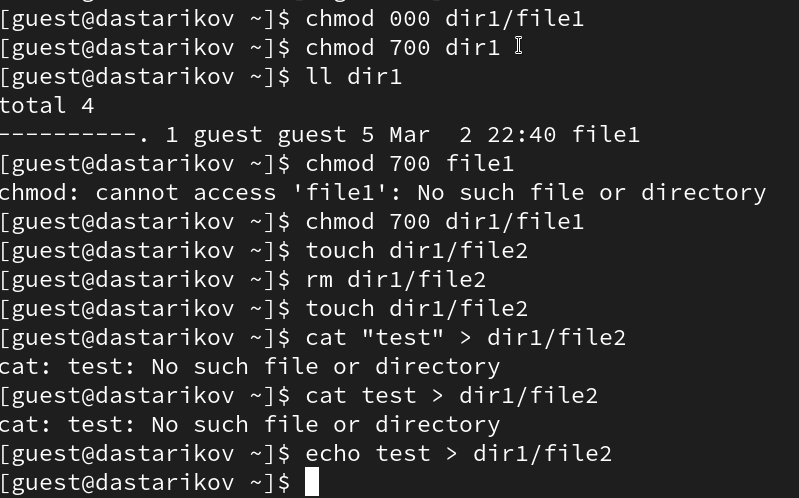 [guest@dastarikov ~]$ chmod 000 dir1/file1
[guest@dastarikov ~]$ chmod 700 dir1
[guest@dastarikov ~]$ ll dir1
total 4
----------. 1 guest guest 5 Mar  2 22:40 file1
[guest@dastarikov ~]$ chmod 700 file1
chmod: cannot access 'file1': No such file or directory
[guest@dastarikov ~]$ chmod 700 dir1/file1
[guest@dastarikov ~]$ touch dir1/file2
[guest@dastarikov ~]$ rm dir1/file2
[guest@dastarikov ~]$ touch dir1/file2
[guest@dastarikov ~]$ cat "test" > dir1/file2
cat: test: No such file or directory
[guest@dastarikov ~]$ cat test > dir1/file2
cat: test: No such file or directory
[guest@dastarikov ~]$ echo test > dir1/file2
[guest@dastarikov ~]$